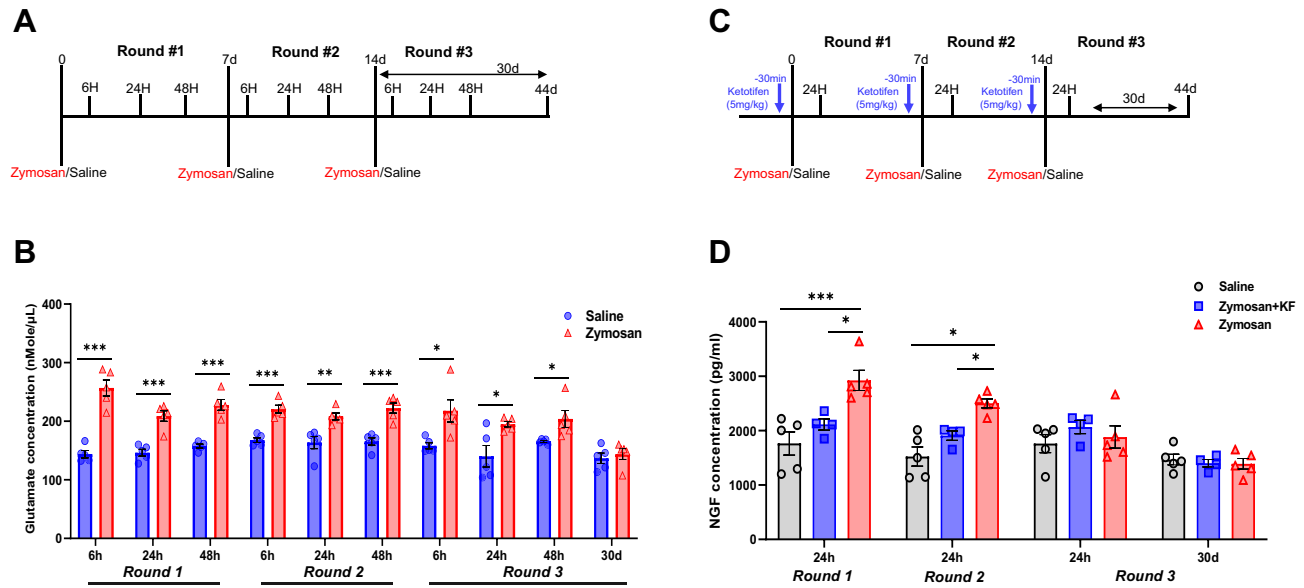 A
Round #1
Round #2
Round #3
0
7d
14d
30d
6H
24H
48H
6H
24H
48H
6H
24H
48H
44d
Zymosan/Saline
Zymosan/Saline
Zymosan/Saline
B
Glutamate concentration (nMole/µL)
400
300
200
100
0
Saline
Zymosan
***
***
***
***
**
***
*
*
*
6h
24h
48h
6h
24h
48h
6h
24h
48h
30d
Round 1
Round 2
Round 3
C
Round #1
Round #2
Round #3
0
7d
14d
-30min
Ketotifen
(5mg/kg)
-30min
Ketotifen
(5mg/kg)
-30min
Ketotifen
(5mg/kg)
24H
24H
24H
30d
44d
Zymosan/Saline
Zymosan/Saline
Zymosan/Saline
D
NGF concentration (pg/ml)
4000
3000
2000
1000
0
Saline
Zymosan+KF
Zymosan
***
*
*
*
24h
24h
24h
30d
Round 1
Round 2
Round 3